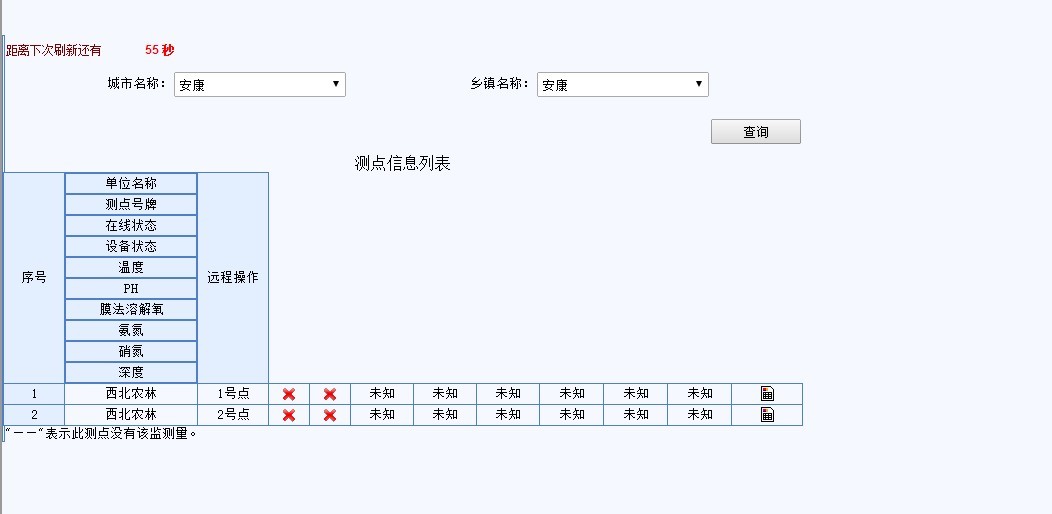 距离下次刷新还有 55 秒
城市名称： 安康 乡镇名称： 安康
查询
测点信息列表
序号
单位名称
测点号牌
在线状态
设备状态
温度
PH
膜法溶解氧
氨氮
硝氮
深度
远程操作
1 西北农林 1号点 未知 未知 未知 未知 未知 未知
2 西北农林 2号点 未知 未知 未知 未知 未知 未知
"－－"表示此测点没有该监测量。